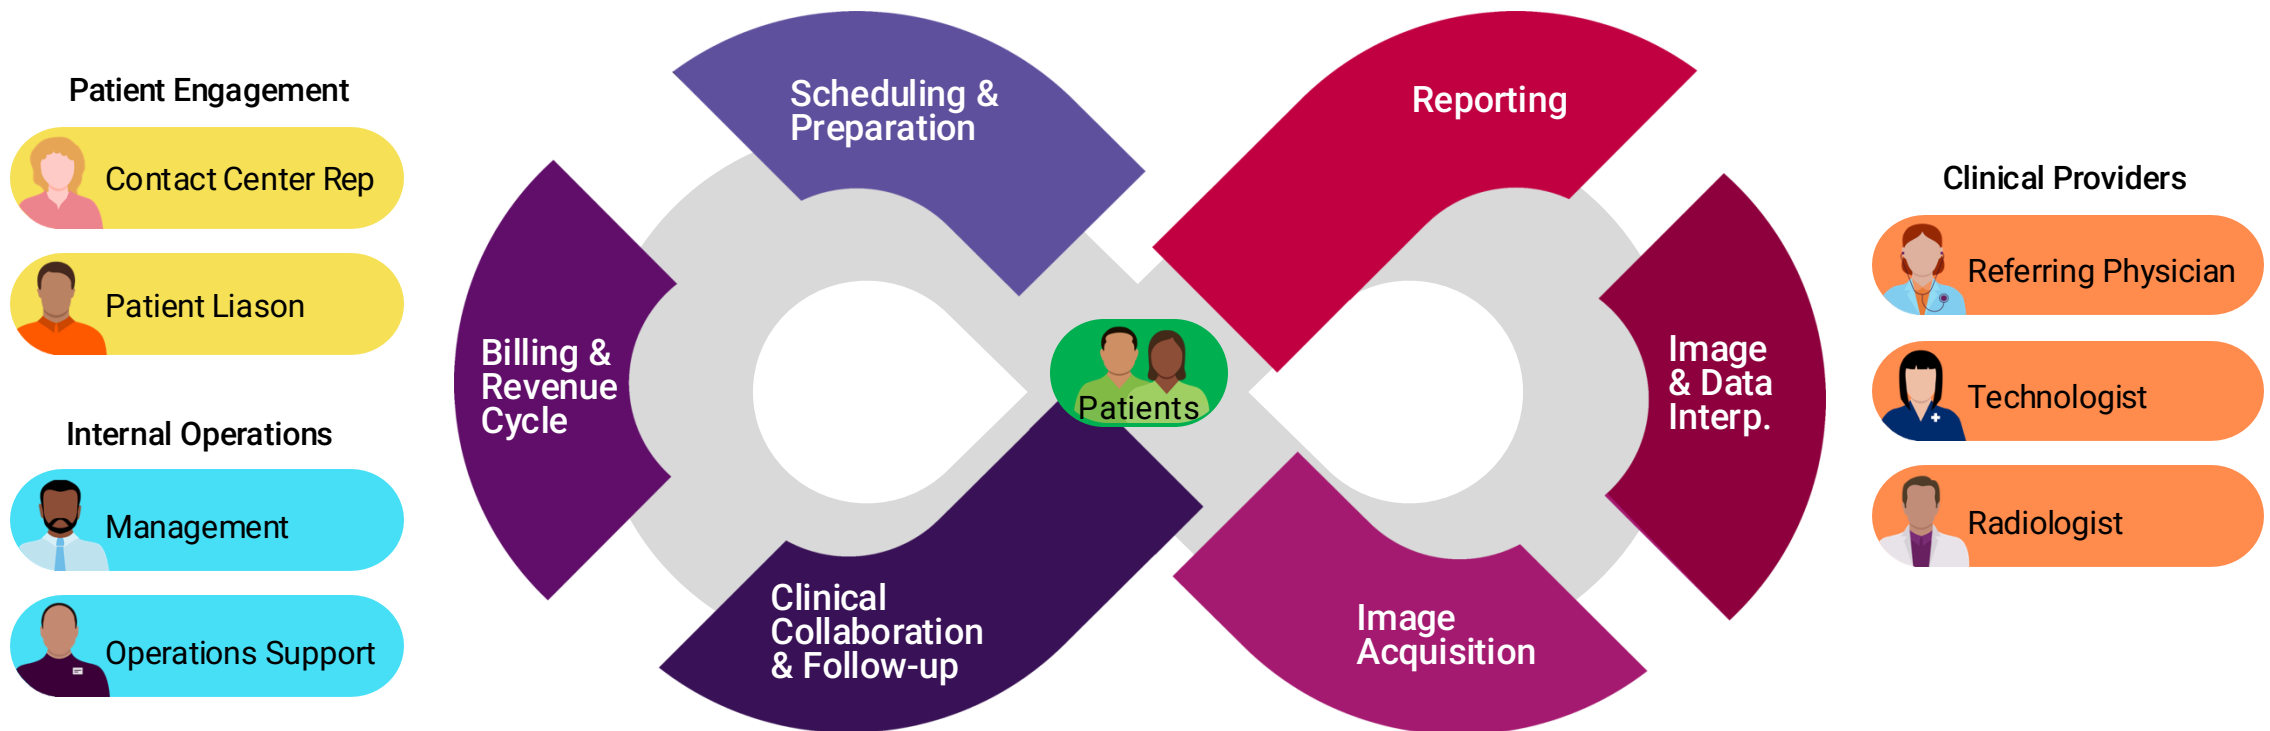 Patient Engagement
Contact Center Rep
Patient Liason
Internal Operations
Management
Operations Support
Scheduling &
Preparation
Billing &
Revenue
Cycle
Clinical
Collaboration
& Follow-up
Patients
Reporting
Image
& Data
Interp.
Image
Acquisition
Clinical Providers
Referring Physician
Technologist
Radiologist